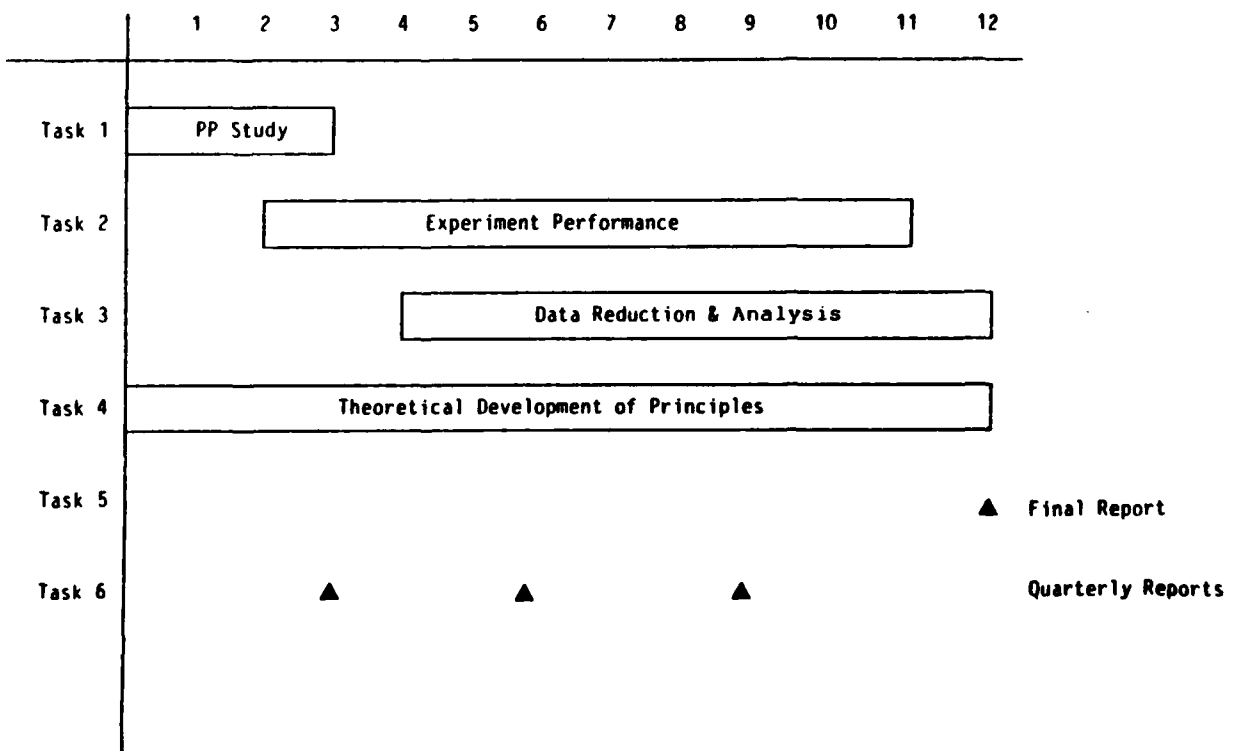 1 2 3 4 5 6 7 8 9 10 11 12
Task 1 PP Study
Task 2 Experiment Performance
Task 3 Data Reduction & Analysis
Task 4 Theoretical Development of Principles
Task 5 Final Report
Task 6 Quarterly Reports